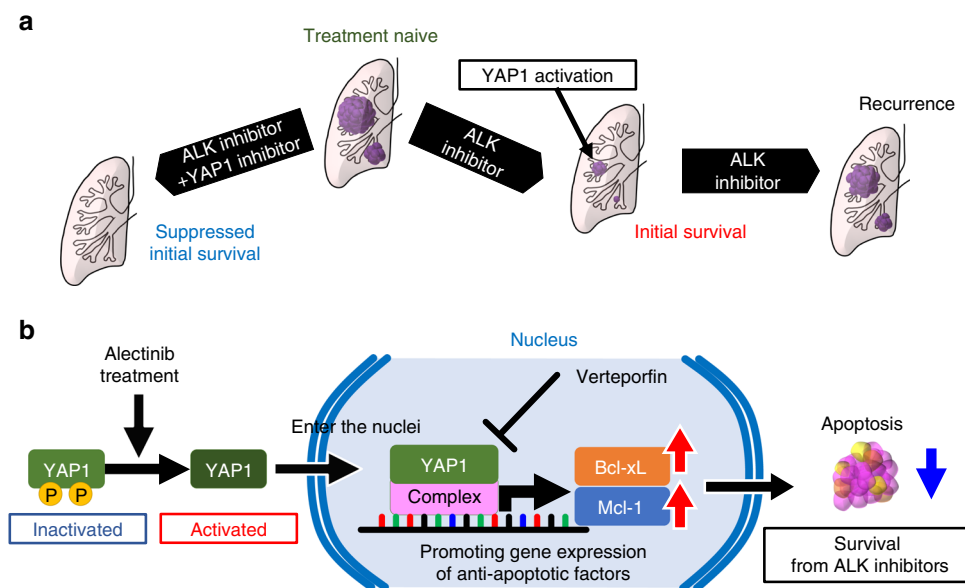 a
Treatment naive
YAP1 activation
Recurrence
ALK inhibitor
+YAP1 inhibitor
ALK
inhibitor
ALK
inhibitor
Suppressed
initial survival
Initial survival
b
Nucleus
Alectinib
treatment
Verteporfin
Enter the nuclei
Apoptosis
YAP1
P P
YAP1
YAP1
Complex
Bcl-xL
Mcl-1
Inactivated
Activated
Promoting gene expression
of anti-apoptotic factors
Survival
from ALK inhibitors